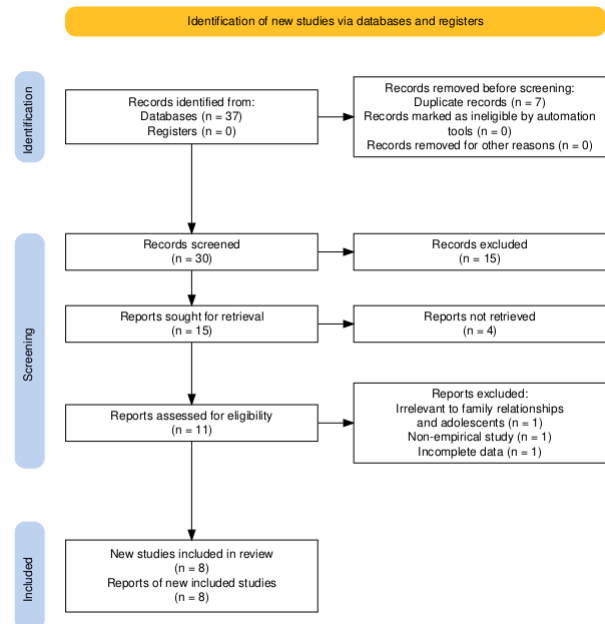 Identification of new studies via databases and registers
Identification
Records identified from:
Databases (n = 37)
Registers (n = 0)
Records removed before screening:
Duplicate records (n = 7)
Records marked as ineligible by automation
tools (n = 0)
Records removed for other reasons (n = 0)
Screening
Records screened
(n = 30)
Records excluded
(n = 15)
Reports sought for retrieval
(n = 15)
Reports not retrieved
(n = 4)
Reports assessed for eligibility
(n = 11)
Reports excluded:
Irrelevant to family relationships
and adolescents (n = 1)
Non-empirical study (n = 1)
Incomplete data (n = 1)
Included
New studies included in review
(n = 8)
Reports of new included studies
(n = 8)